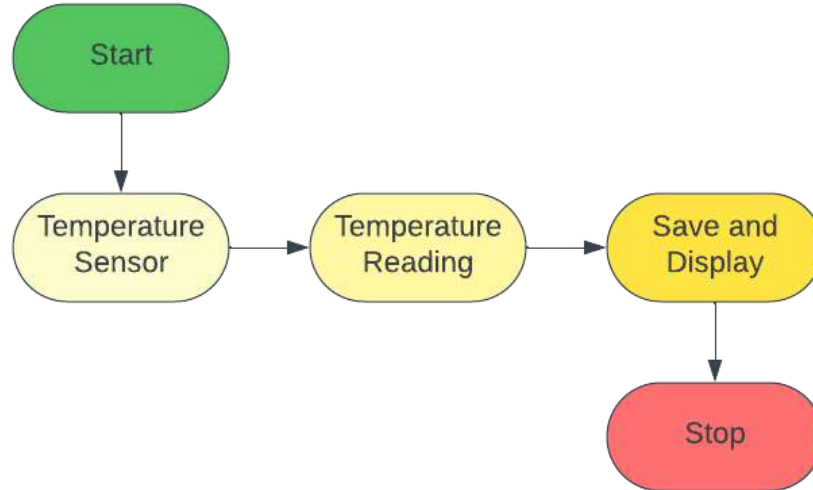 Start
Temperature
Sensor
Temperature
Reading
Save and
Display
Stop